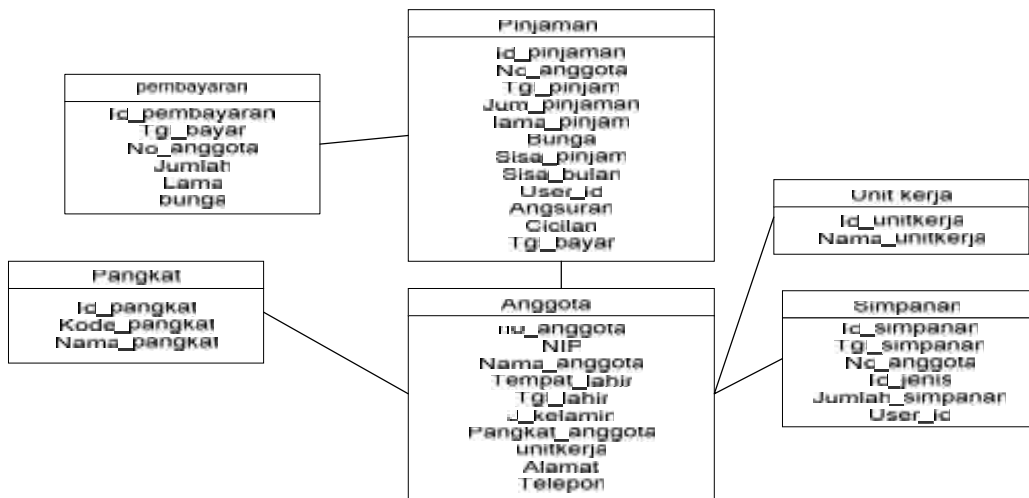 Pinjaman
Id_pinjaman
No_anggota
Tgl_pinjam
Jum_pinjaman
lama_pinjam
Bunga
Sisa_pinjam
Sisa_bulan
User_id
Angsuran
Cicilan
Tgl_bayar
pembayaran
Id_pembayaran
Tgl_bayar
No_anggota
Jumlah
Lama
bunga
Unit kerja
Id_unitkerja
Nama_unitkerja
Pangkat
Id_pangkat
Kode_pangkat
Nama_pangkat
Anggota
no_anggota
NIP
Nama_anggota
Tempat_lahir
Tgl_lahir
J_kelamin
Pangkat_anggota
unitkerja
Alamat
Telepon
Simpanan
Id_simpanan
Tgl_simpanan
No_anggota
Id_jenis
Jumlah_simpanan
User_id